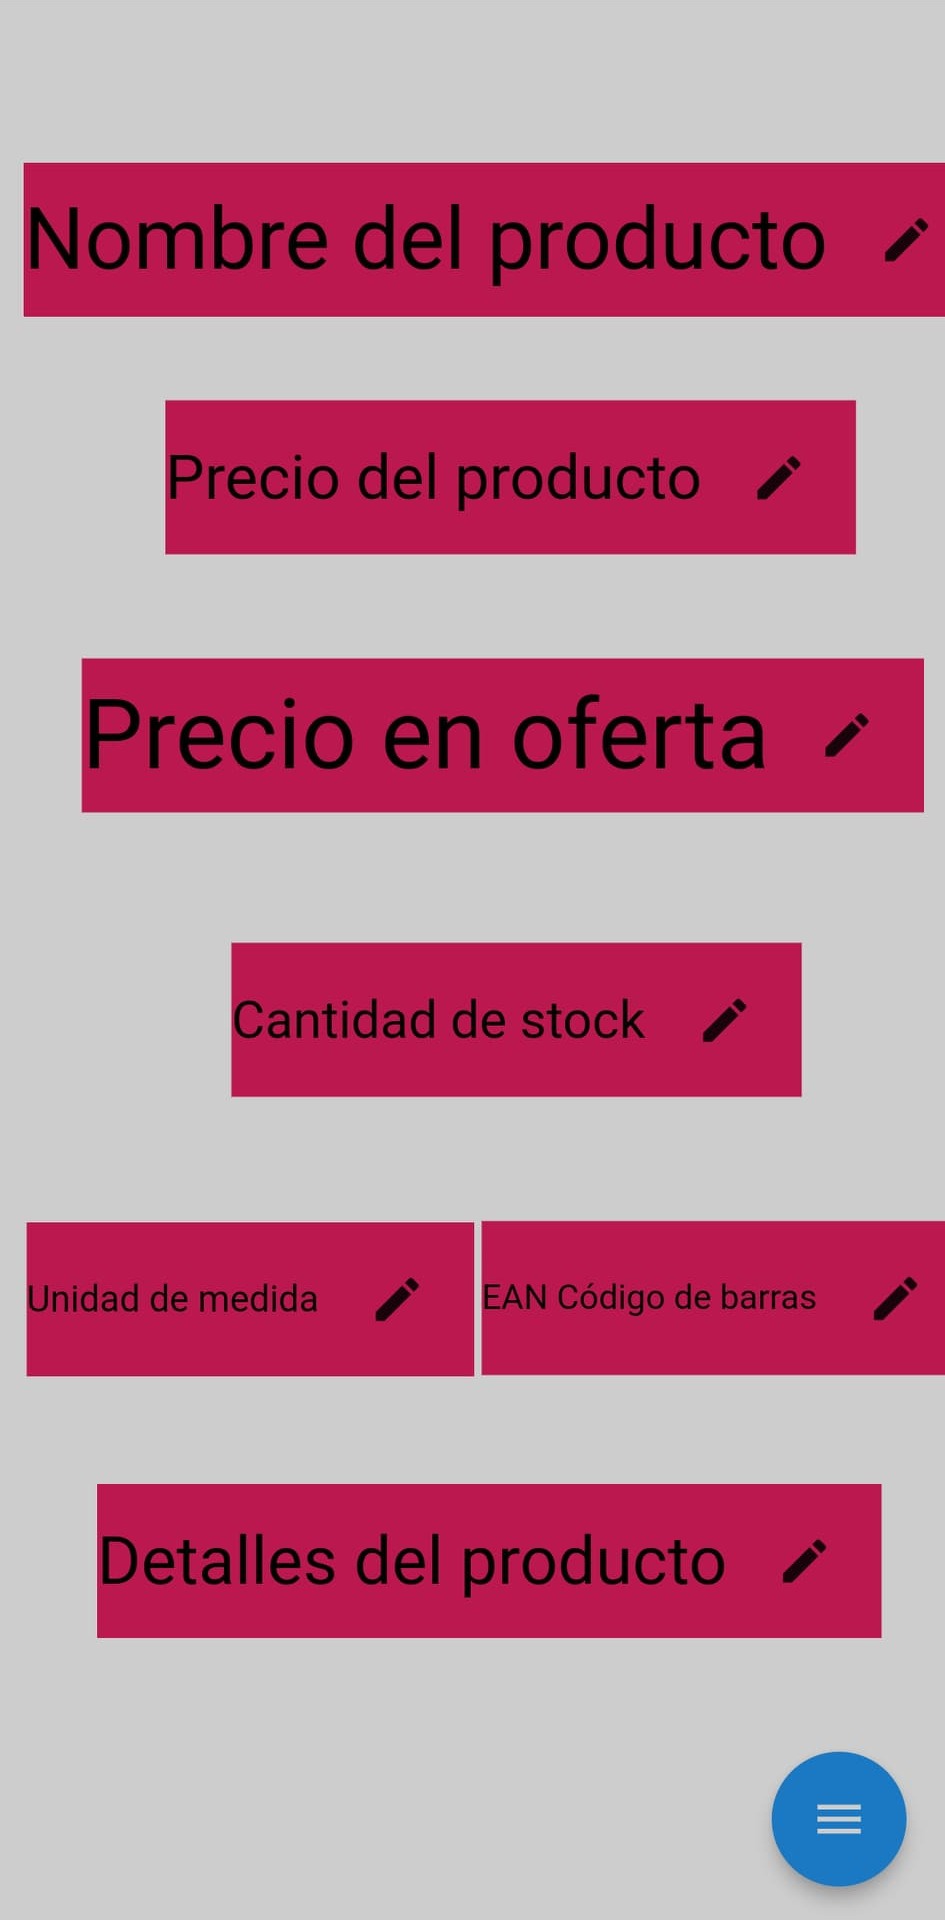 Nombre del producto
Precio del producto
Precio en oferta
Cantidad de stock
Unidad de medida
EAN Código de barras
Detalles del producto